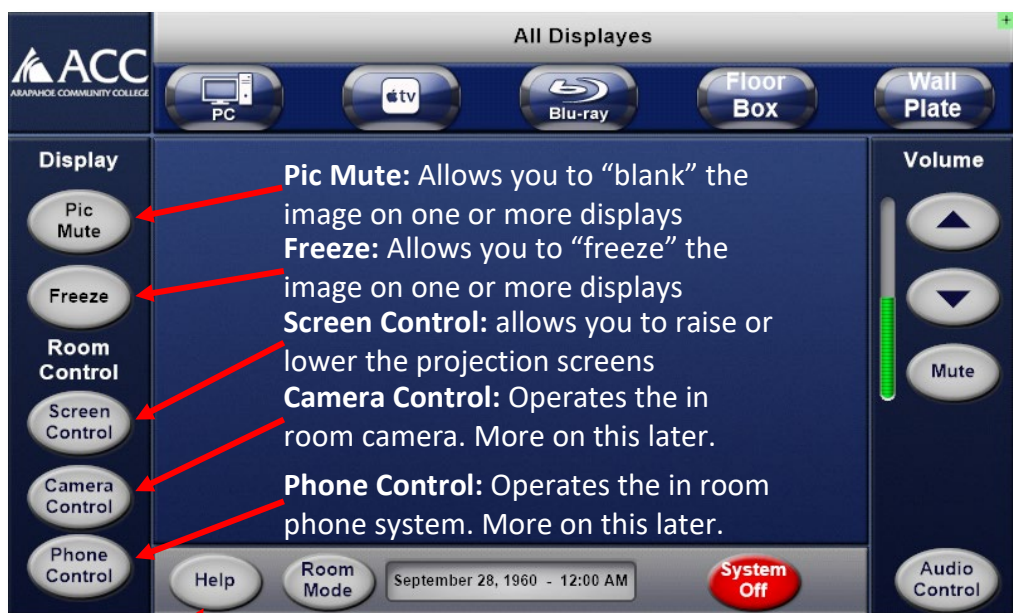 All Displayes
+
ACC
ARAPAHOE COMMUNITY COLLEGE
PC
tv
Blu-ray
Floor
Box
Wall
Plate
Display
Pic
Mute
Freeze
Room
Control
Screen
Control
Camera
Control
Phone
Control
Pic Mute: Allows you to “blank” the
image on one or more displays
Freeze: Allows you to “freeze” the
image on one or more displays
Screen Control: allows you to raise or
lower the projection screens
Camera Control: Operates the in
room camera. More on this later.
Phone Control: Operates the in room
phone system. More on this later.
Volume
Mute
Audio
Control
Help
Room
Mode
September 28, 1960 - 12:00 AM
System
Off